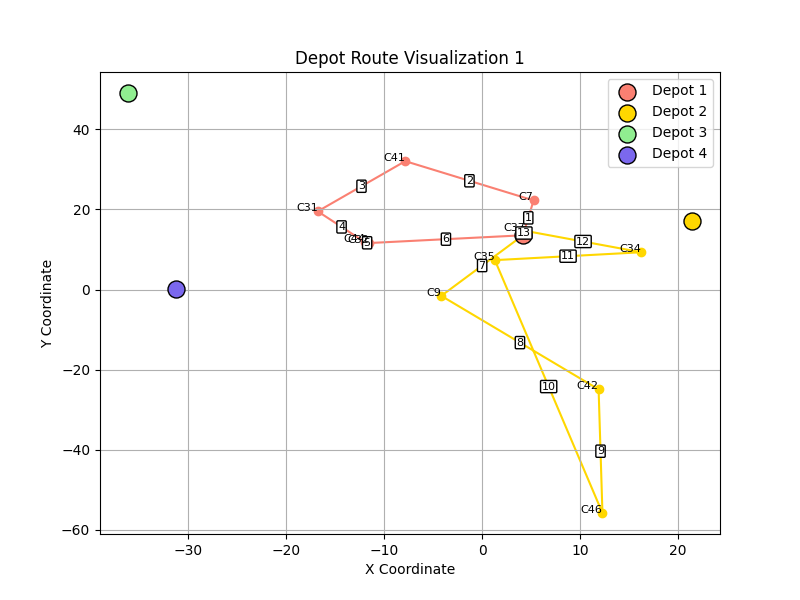 Depot Route Visualization 1
Depot 1
Depot 2
Depot 3
Depot 4
Y Coordinate
40
20
0
−20
−40
−60
C41
2
3
C7
C31
1
4
13
6
5
12
C34
C35
11
7
C9
8
C42
10
9
C46
−30
−20
−10
0
10
20
X Coordinate